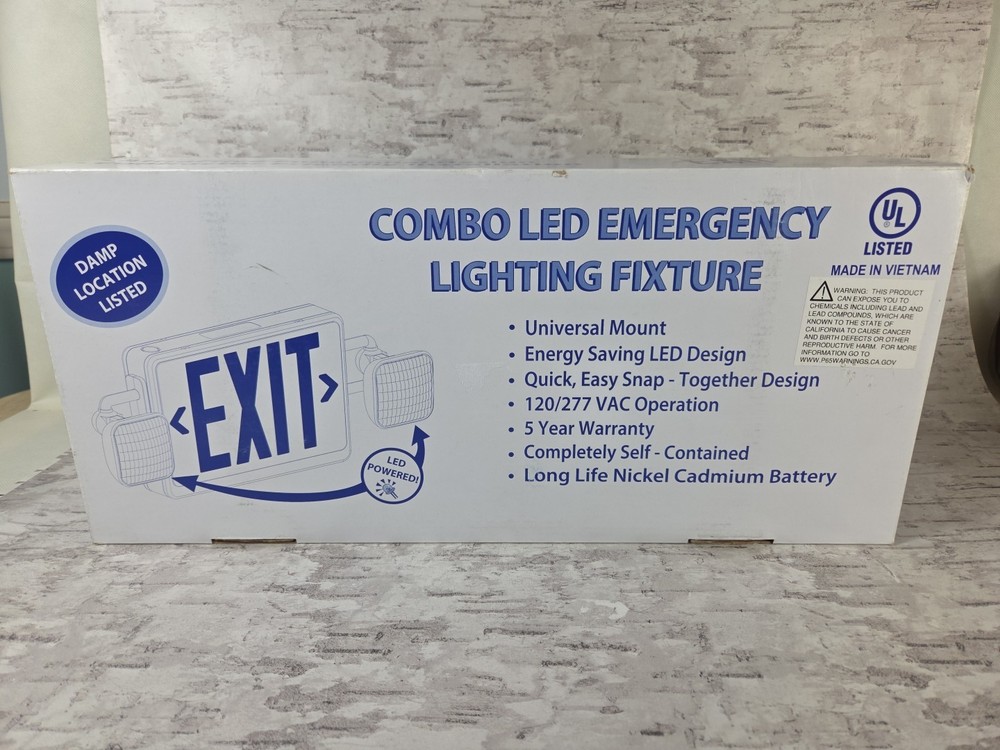 COMBO LED EMERGENCY
LIGHTING FIXTURE
DAMP
LOCATION
LISTED
EXIT
LED
POWERED!
• Universal Mount
• Energy Saving LED Design
• Quick, Easy Snap - Together Design
• 120/277 VAC Operation
• 5 Year Warranty
• Completely Self - Contained
• Long Life Nickel Cadmium Battery
UL
®
LISTED
MADE IN VIETNAM
WARNING: THIS PRODUCT
CAN EXPOSE YOU TO
CHEMICALS INCLUDING LEAD AND
LEAD COMPOUNDS, WHICH ARE
KNOWN TO THE STATE OF
CALIFORNIA TO CAUSE CANCER
AND BIRTH DEFECTS OR OTHER
REPRODUCTIVE HARM. FOR MORE
INFORMATION GO TO
WWW.P65WARNINGS.CA.GOV